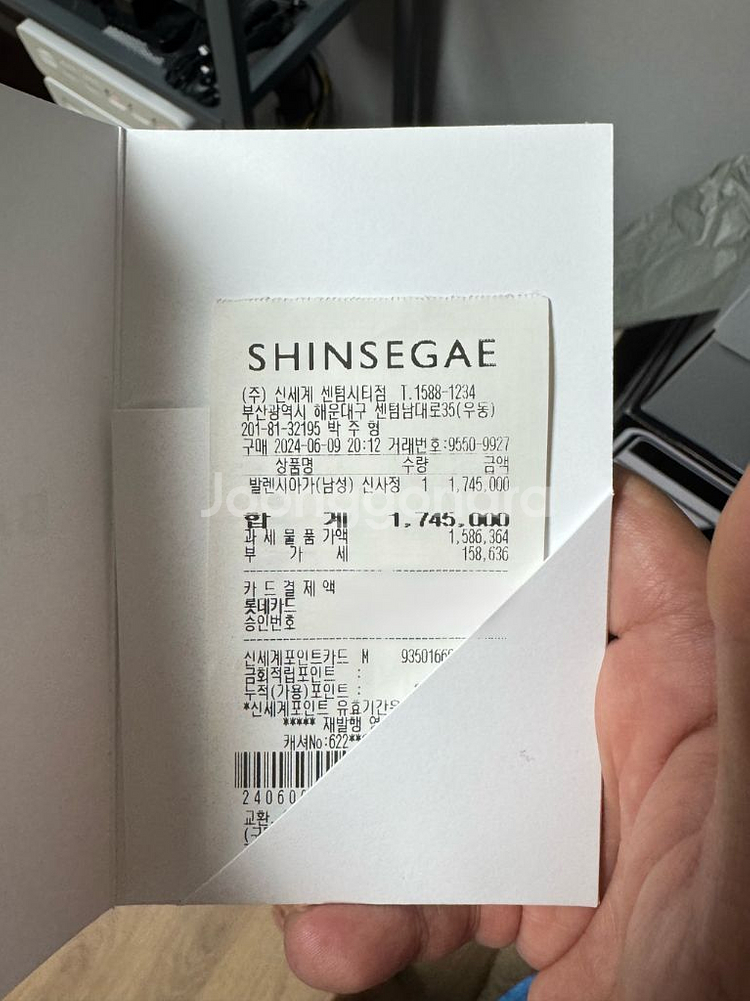 SHINSEGAE
(주) 신세계 센텀시티점 T.1588-1234
부산광역시 해운대구 센텀남대로35(우동)
201-81-32195 박 주 형
구매 2024-06-09 20:12 거래번호:9550-9927
상품명 수량 금액
발렌시아가(남성) 신사정 1 1,745,000
합 계 1,745,000
과 세 물 품 가액 1,586,364
부 가 세 158,636
카 드 결 제 액
롯데카드
승인번호
신세계포인트카드 M 9350166
금회적립포인트 :
누적(가용)포인트 :
*신세계포인트 유효기간은
***** 재발행
캐셔No:622**
24060
교환
Joonggonara